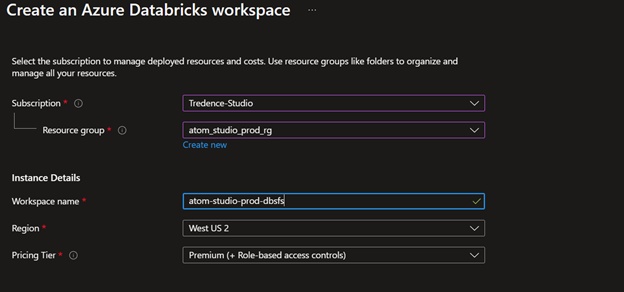 Create an Azure Databricks workspace ...
Select the subscription to manage deployed resources and costs. Use resource groups like folders to organize and
manage all your resources.
Subscription * Tredence-Studio
Resource group * atom_studio_prod_rg
Create new
Instance Details
Workspace name * atom-studio-prod-dbsfs
Region * West US 2
Pricing Tier * Premium (+ Role-based access controls)